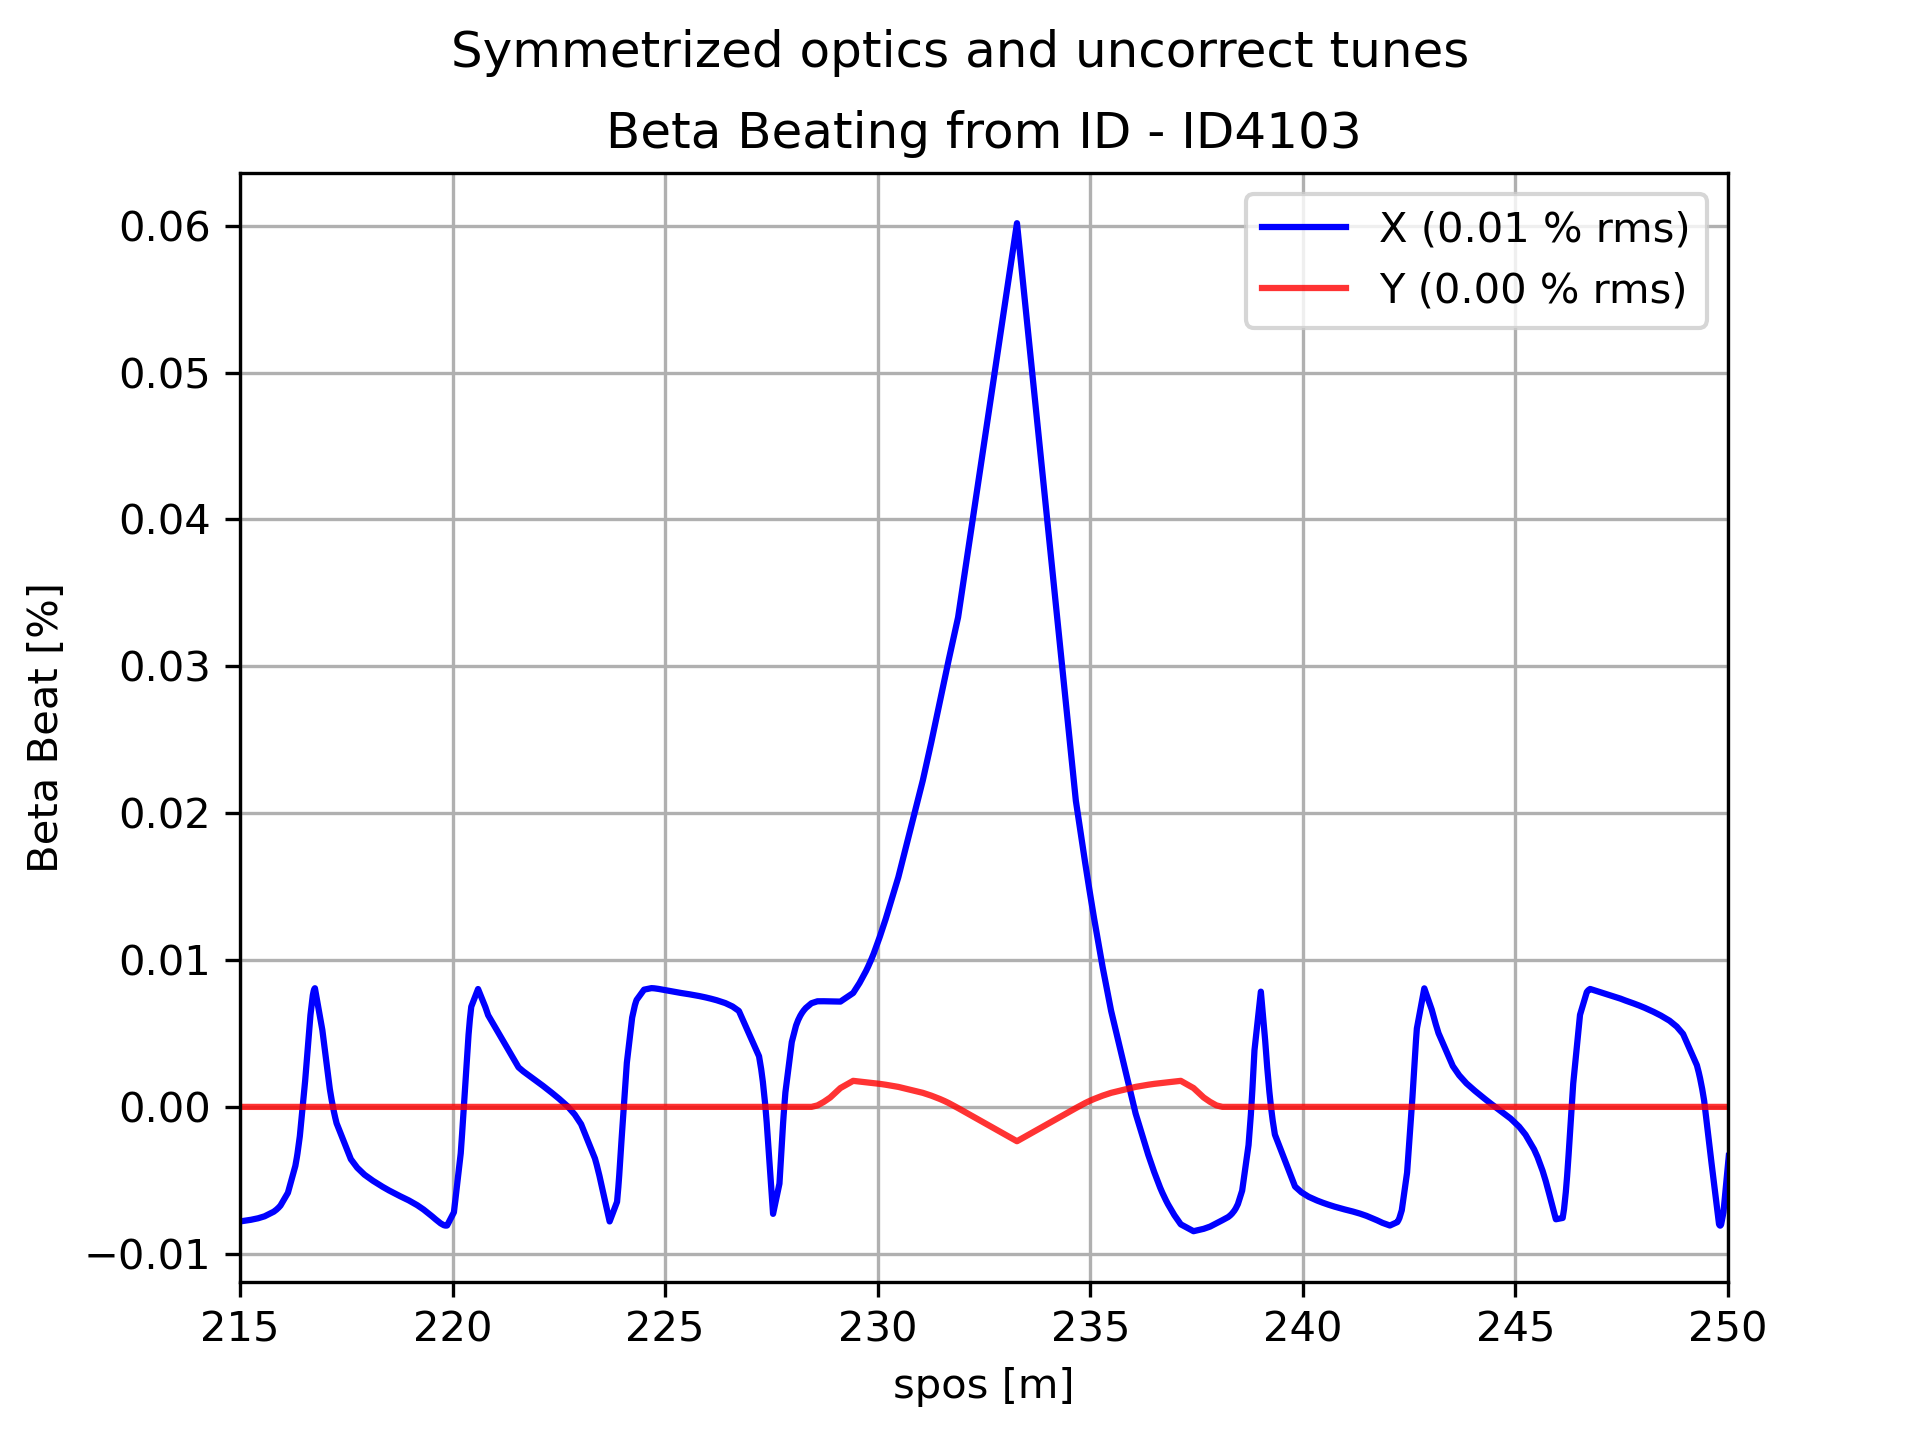 Symmetrized optics and uncorrect tunes
Beta Beating from ID - ID4103
X (0.01 % rms)
Y (0.00 % rms)
0.06
0.05
0.04
0.03
0.02
0.01
0.00
−0.01
Beta Beat [%]
215 220 225 230 235 240 245 250
spos [m]